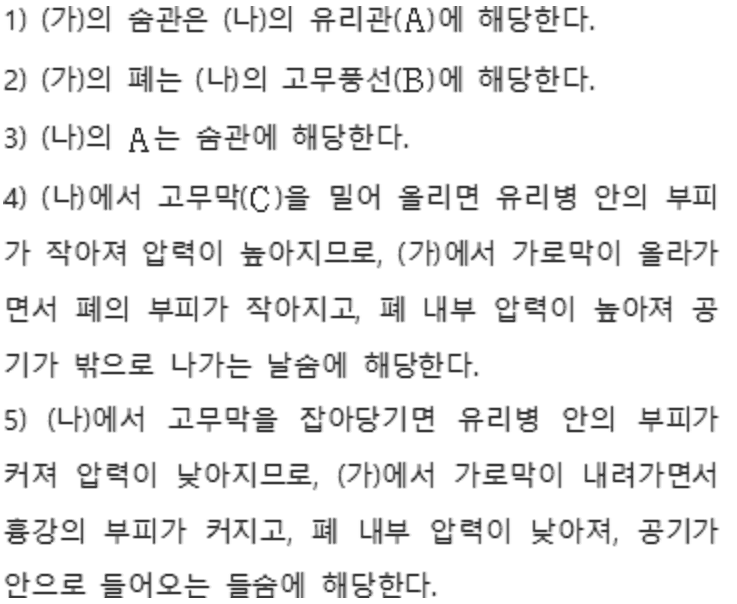 1) (가)의 숨관은 (나)의 유리관(A)에 해당한다.
2) (가)의 폐는 (나)의 고무풍선(B)에 해당한다.
3) (나)의 A는 숨관에 해당한다.
4) (나)에서 고무막(C)을 밀어 올리면 유리병 안의 부피
가 작아져 압력이 높아지므로, (가)에서 가로막이 올라가
면서 폐의 부피가 작아지고, 폐 내부 압력이 높아져 공
기가 밖으로 나가는 날숨에 해당한다.
5) (나)에서 고무막을 잡아당기면 유리병 안의 부피가
커져 압력이 낮아지므로, (가)에서 가로막이 내려가면서
흉강의 부피가 커지고, 폐 내부 압력이 낮아져, 공기가
안으로 들어오는 들숨에 해당한다.